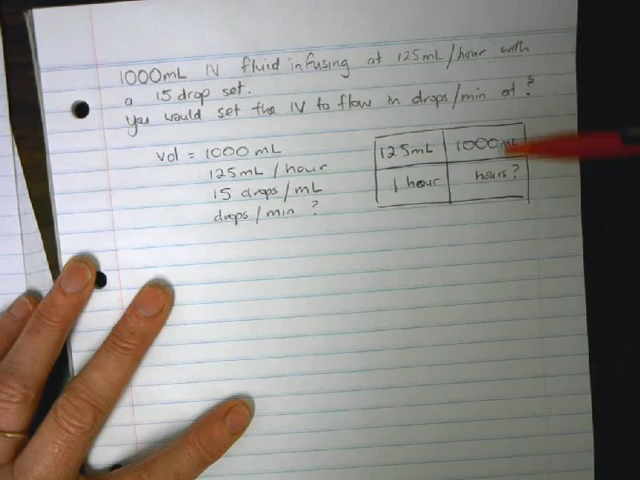 1000mL IV fluid infusing at 125mL/hour with
a 15 drop set.
You would set the IV to flow in drops/min at?
Vol = 1000 mL
125mL / hour
15 drops/mL
drops/min ?
125mL 1000mL
1 hour hours?